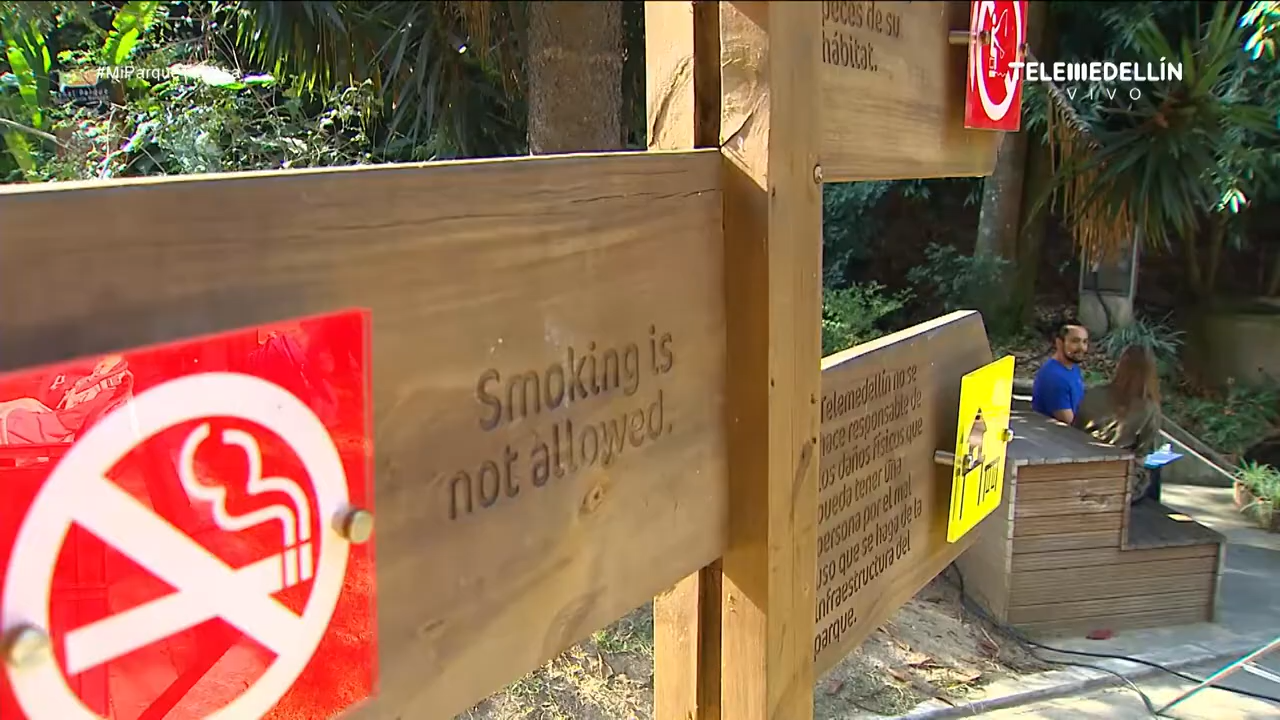 peces de su
hábitat.
TELEMEDELLÍN
VIVO
Smoking is
not allowed.
Telemedellín no se
hace responsable de
los daños físicos que
pueda tener una
persona por el mal
uso que se haga de la
infraestructura del
parque.